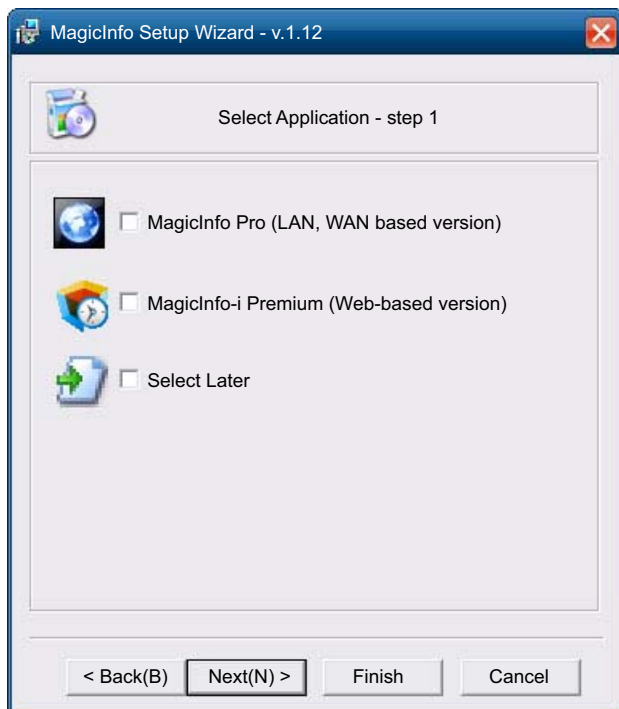 MagicInfo Setup Wizard - v.1.12
Select Application - step 1
MagicInfo Pro (LAN, WAN based version)
MagicInfo-i Premium (Web-based version)
Select Later
< Back(B) Next(N) > Finish Cancel